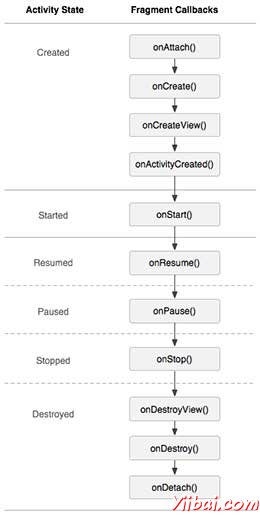 Activity State Fragment Callbacks
Created
onAttach()
onCreate()
onCreateView()
onActivityCreated()
Started onStart()
Resumed onResume()
Paused onPause()
Stopped onStop()
Destroyed onDestroyView()
onDestroy()
onDetach()
Yiibai.com